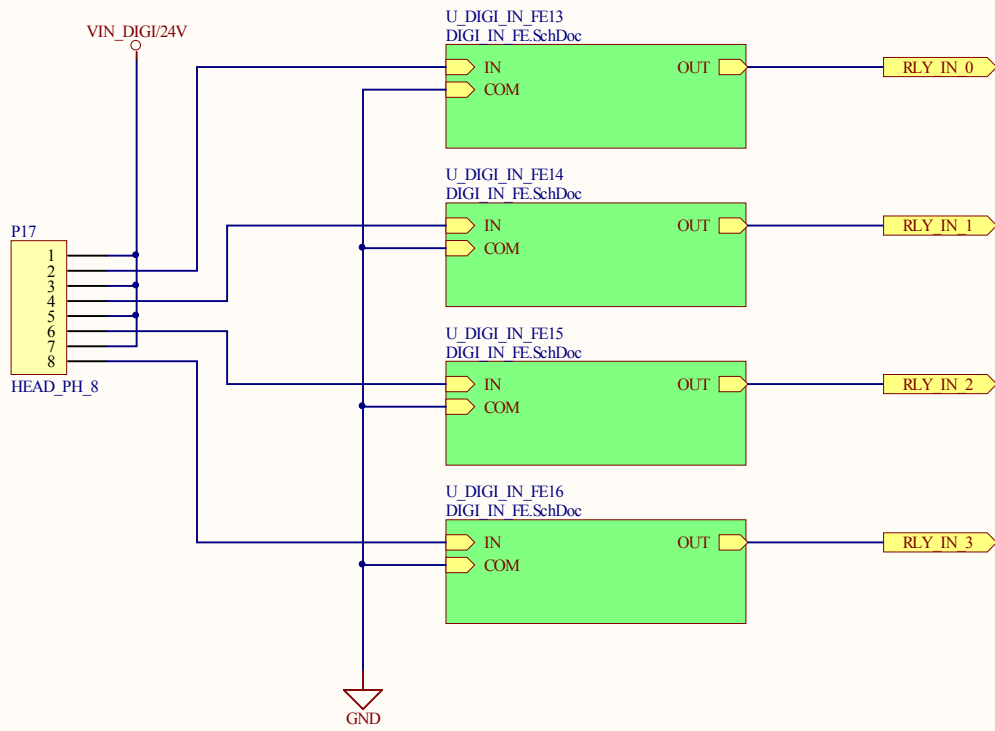 VIN_DIGI/24V
P17
1
2
3
4
5
6
7
8
HEAD_PH_8
U_DIGI_IN_FE13
DIGI_IN_FE.SchDoc
IN OUT
COM
RLY_IN_0
U_DIGI_IN_FE14
DIGI_IN_FE.SchDoc
IN OUT
COM
RLY_IN_1
U_DIGI_IN_FE15
DIGI_IN_FE.SchDoc
IN OUT
COM
RLY_IN_2
U_DIGI_IN_FE16
DIGI_IN_FE.SchDoc
IN OUT
COM
RLY_IN_3
GND